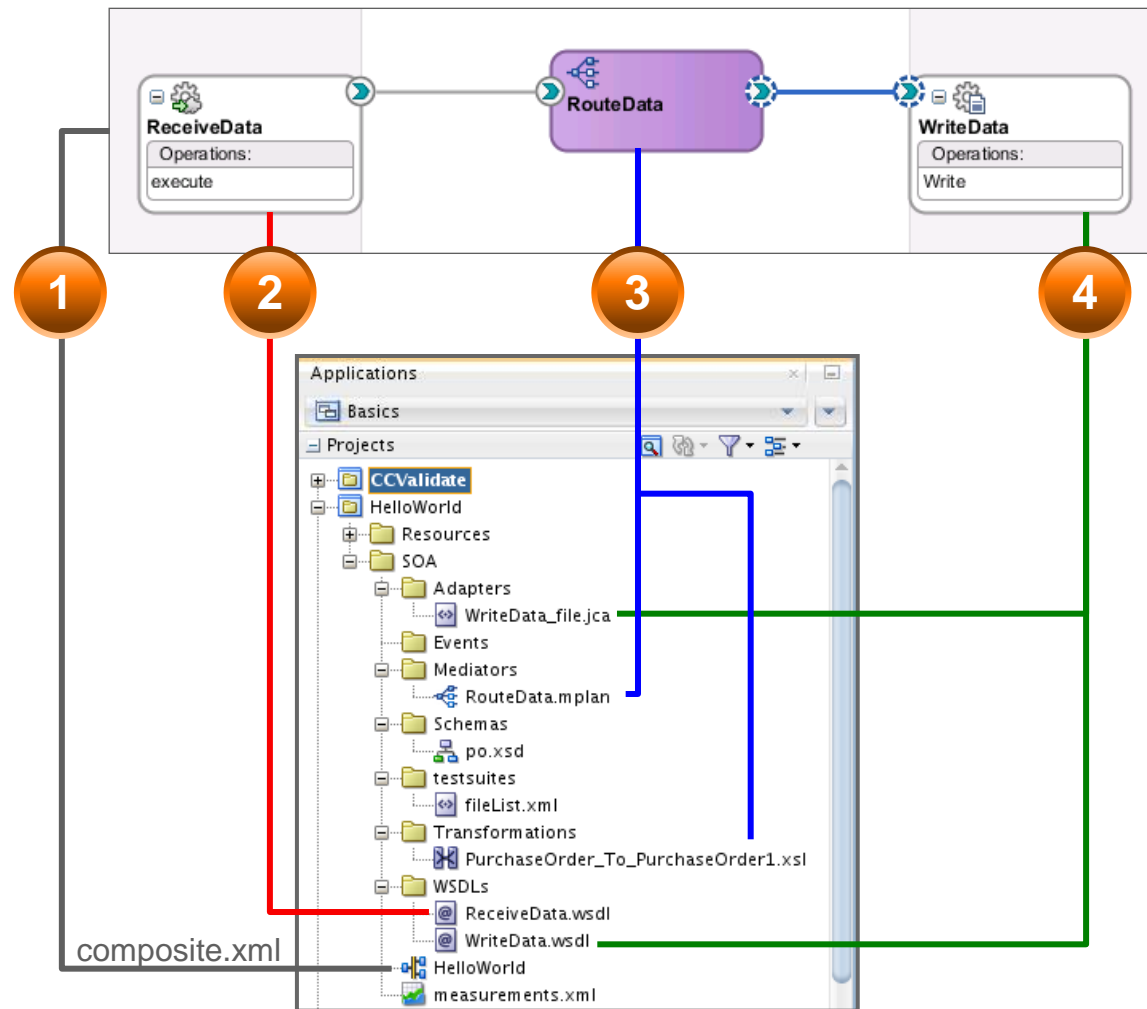 ReceiveData
Operations:
execute
RouteData
WriteData
Operations:
Write
1
2
3
4
Applications
Basics
Projects
CCValidate
HelloWorld
Resources
SOA
Adapters
WriteData_file.jca
Events
Mediators
RouteData.mplan
Schemas
po.xsd
testsuites
fileList.xml
Transformations
PurchaseOrder_To_PurchaseOrder1.xsl
WSDLs
ReceiveData.wsdl
WriteData.wsdl
composite.xml
HelloWorld
measurements.xml